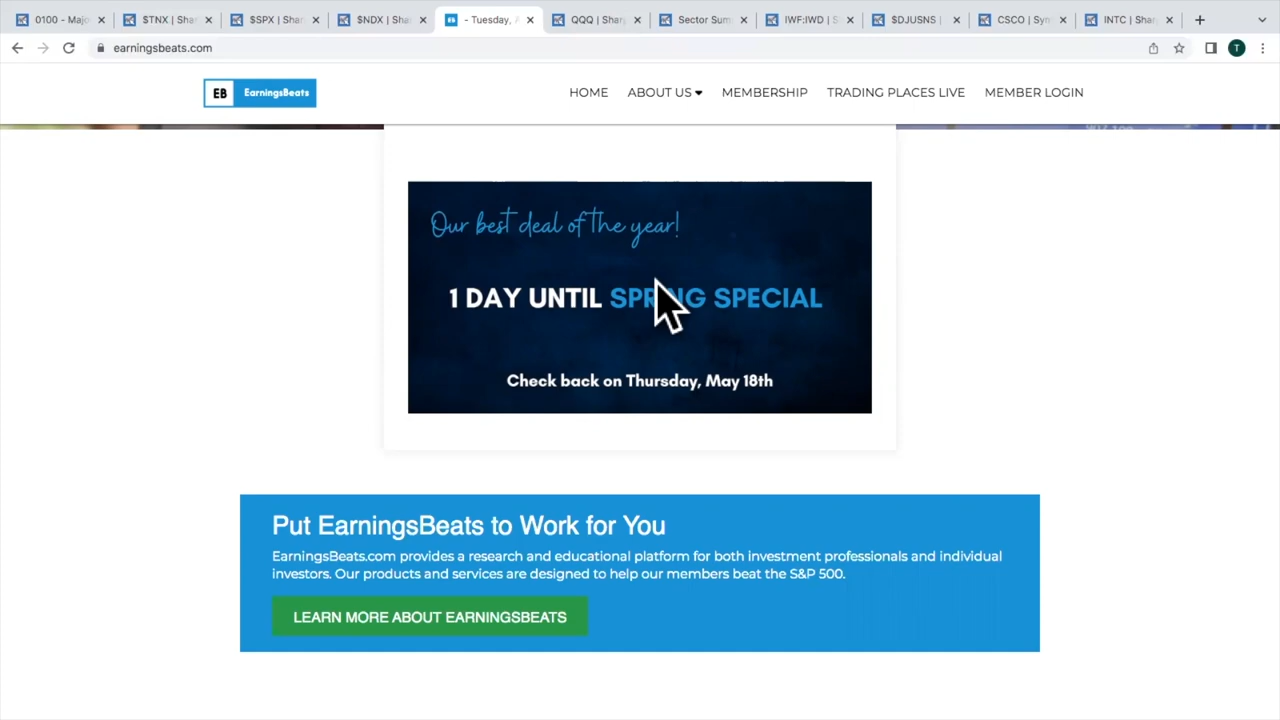 0100 - Majo
$TNX | Shar
$SPX | Shar
$NDX | Shar
- Tuesday, A
QQQ | Shar
Sector Sum
IWF:IWD | S
$DJUSNS |
CSCO | Syn
INTC | Shar
earningsbeats.com
T
EB EarningsBeats
HOME
ABOUT US
MEMBERSHIP
TRADING PLACES LIVE
MEMBER LOGIN
Our best deal of the year!
1 DAY UNTIL SPRING SPECIAL
Check back on Thursday, May 18th
Put EarningsBeats to Work for You
EarningsBeats.com provides a research and educational platform for both investment professionals and individual
investors. Our products and services are designed to help our members beat the S&P 500.
LEARN MORE ABOUT EARNINGSBEATS